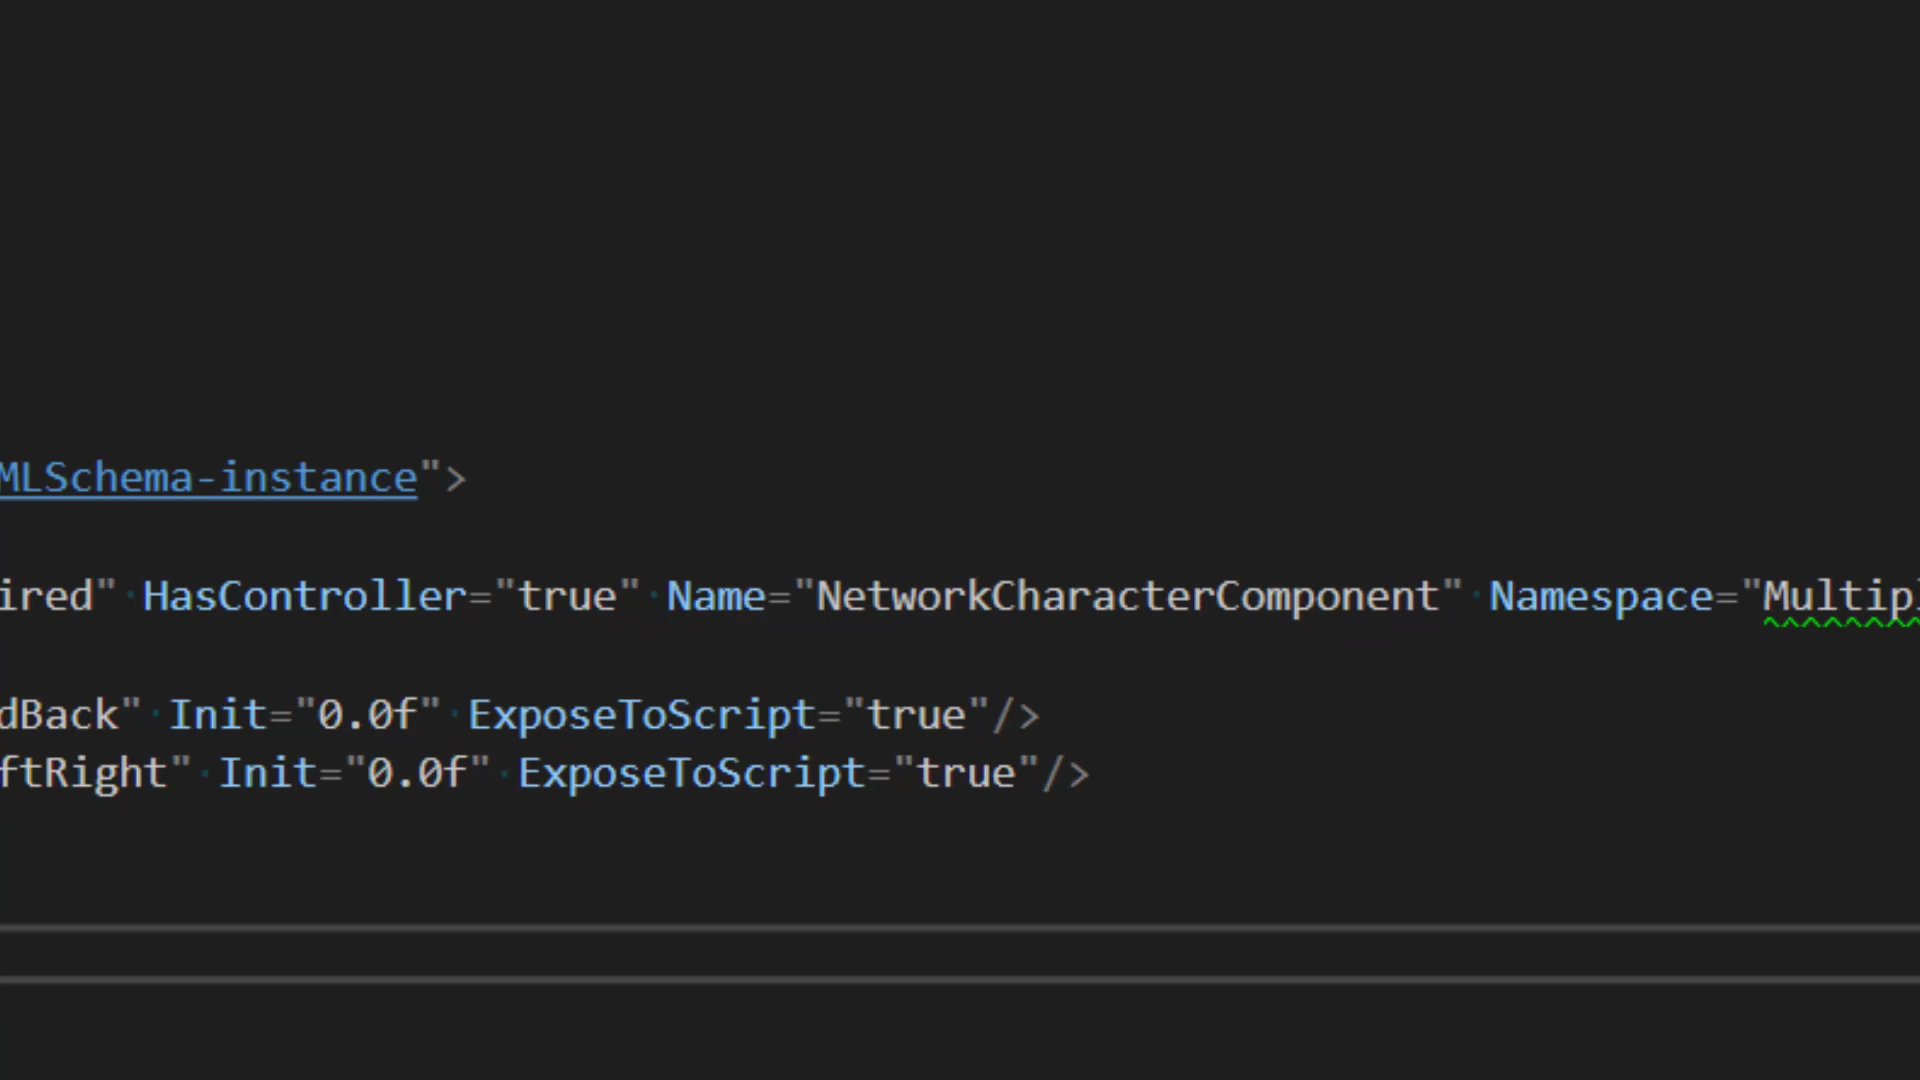 MLSchema-instance">
ired" HasController="true" Name="NetworkCharacterComponent" Namespace="Multipl
dBack" Init="0.0f" ExposeToScript="true"/>
ftRight" Init="0.0f" ExposeToScript="true"/>